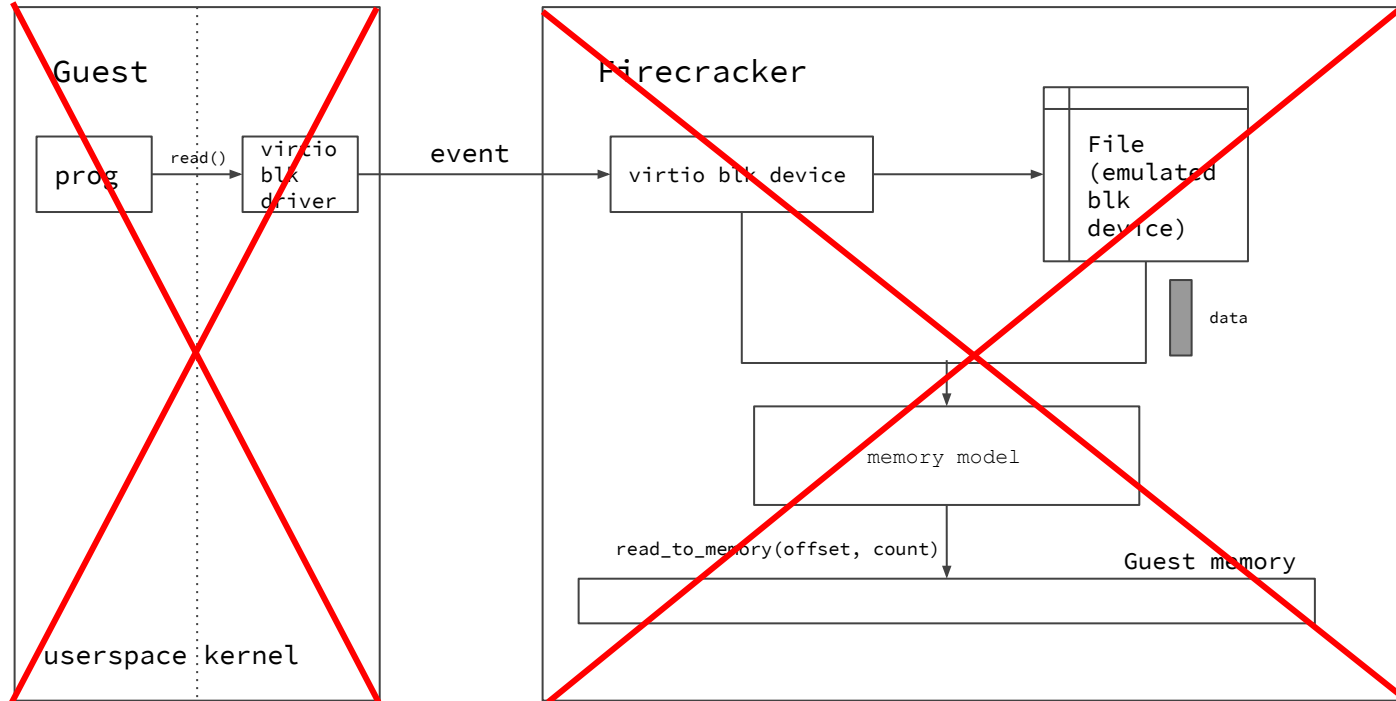 Guest
prog
read()
virtio
blk
driver
userspace kernel
event
Firecracker
virtio blk device
File
(emulated
blk
device)
data
memory model
read_to_memory(offset, count)
Guest memory